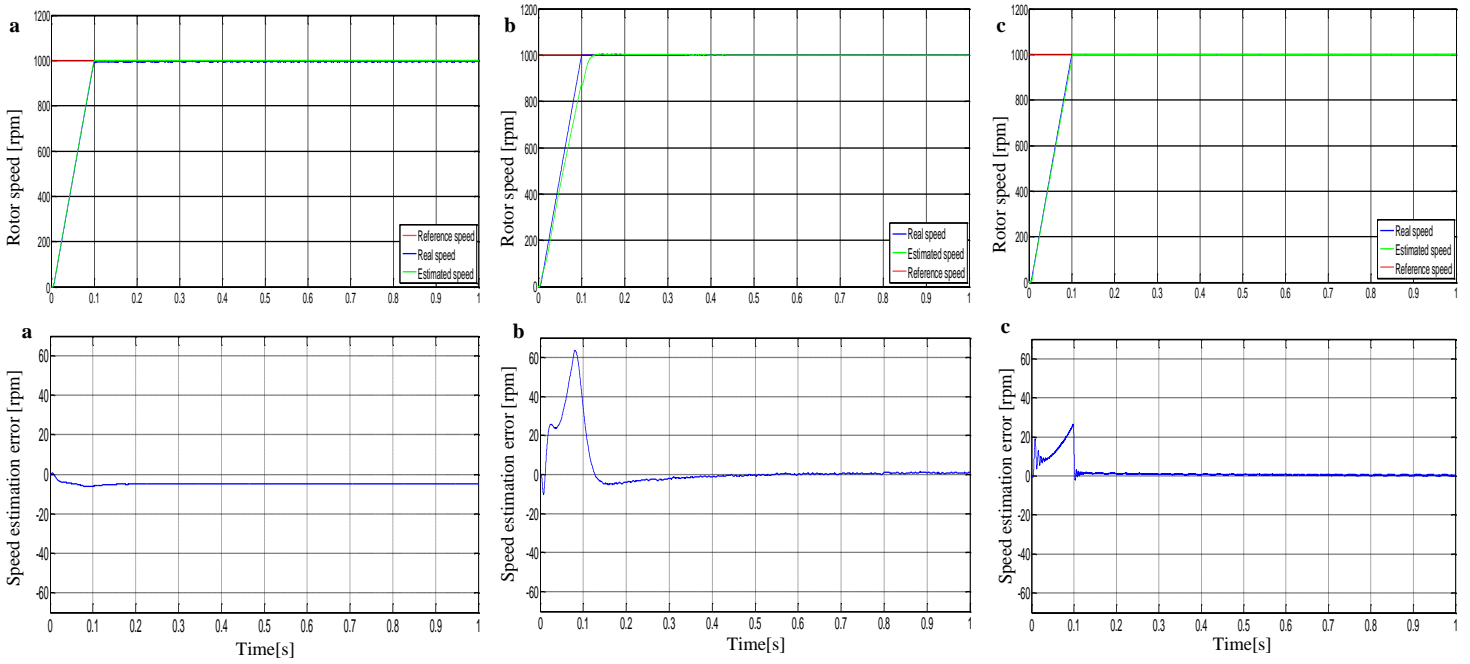 a
1200
1000
800
600
400
200
0
Rotor speed [rpm]
Reference speed
Real speed
Estimated speed
0 0.1 0.2 0.3 0.4 0.5 0.6 0.7 0.8 0.9 1
b
1200
1000
800
600
400
200
0
Rotor speed [rpm]
Real speed
Estimated speed
Reference speed
0 0.1 0.2 0.3 0.4 0.5 0.6 0.7 0.8 0.9 1
c
1200
1000
800
600
400
200
0
Rotor speed [rpm]
Real speed
Estimated speed
Reference speed
0 0.1 0.2 0.3 0.4 0.5 0.6 0.7 0.8 0.9 1
a
60
40
20
0
-20
-40
-60
Speed estimation error [rpm]
0 0.1 0.2 0.3 0.4 0.5 0.6 0.7 0.8 0.9 1
Time[s]
b
60
40
20
0
-20
-40
-60
Speed estimation error [rpm]
0 0.1 0.2 0.3 0.4 0.5 0.6 0.7 0.8 0.9 1
Time[s]
c
60
40
20
0
-20
-40
-60
Speed estimation error [rpm]
0 0.1 0.2 0.3 0.4 0.5 0.6 0.7 0.8 0.9 1
Time[s]